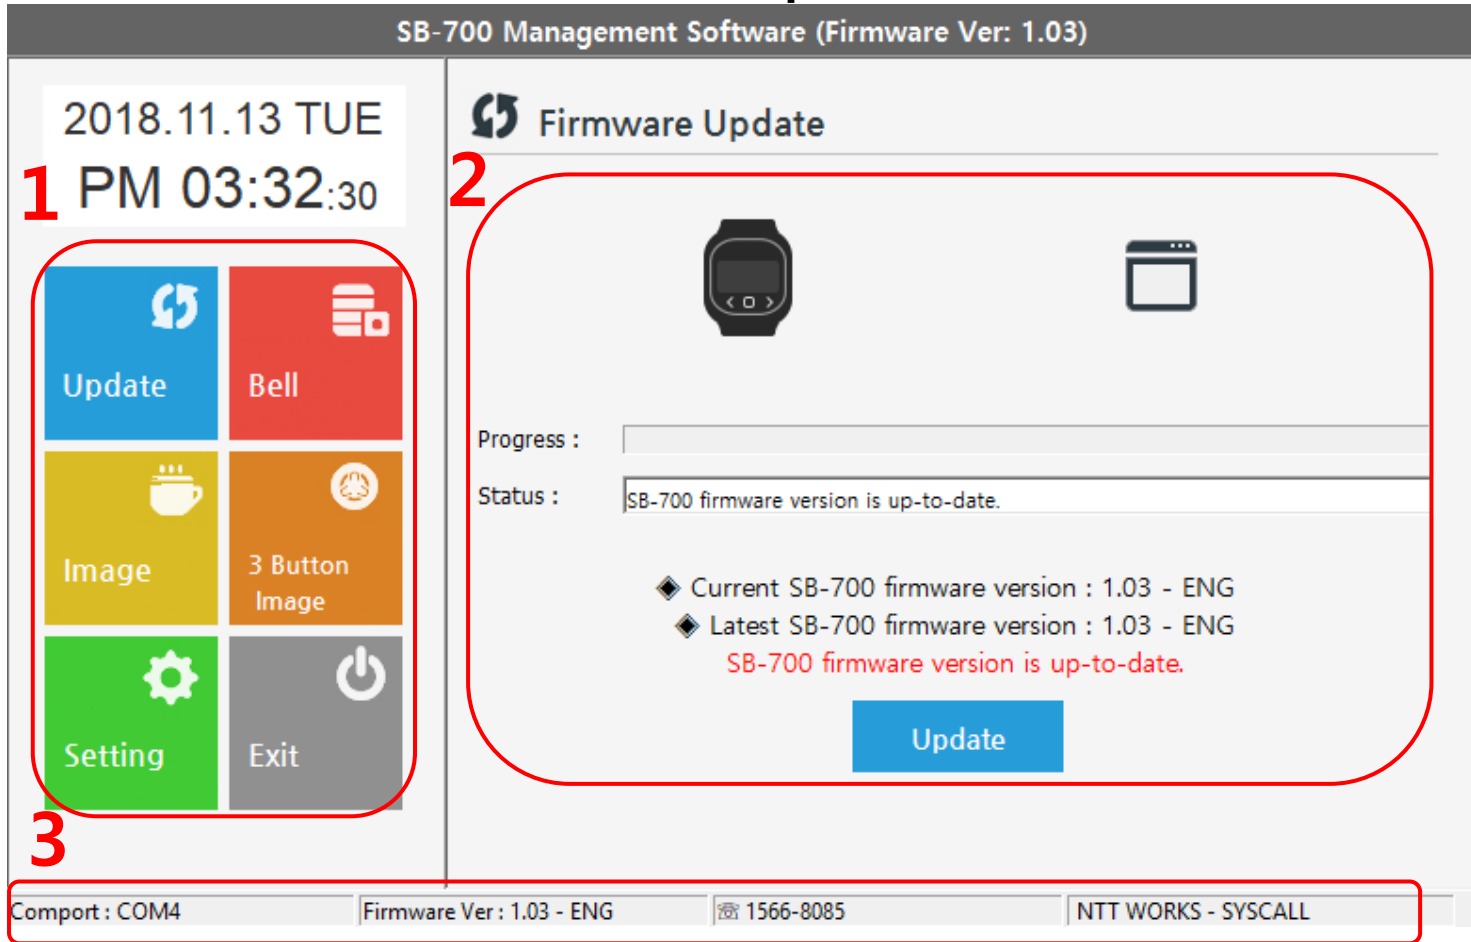 SB-700 Management Software (Firmware Ver: 1.03)
2018.11.13 TUE
PM 03:32:30
1
Update
Bell
Image
3 Button
Image
Setting
Exit
Firmware Update
2
Progress :
Status :
SB-700 firmware version is up-to-date.
◈ Current SB-700 firmware version : 1.03 - ENG
◈ Latest SB-700 firmware version : 1.03 - ENG
SB-700 firmware version is up-to-date.
Update
3
Comport : COM4
Firmware Ver : 1.03 - ENG
☏ 1566-8085
NTT WORKS - SYSCALL